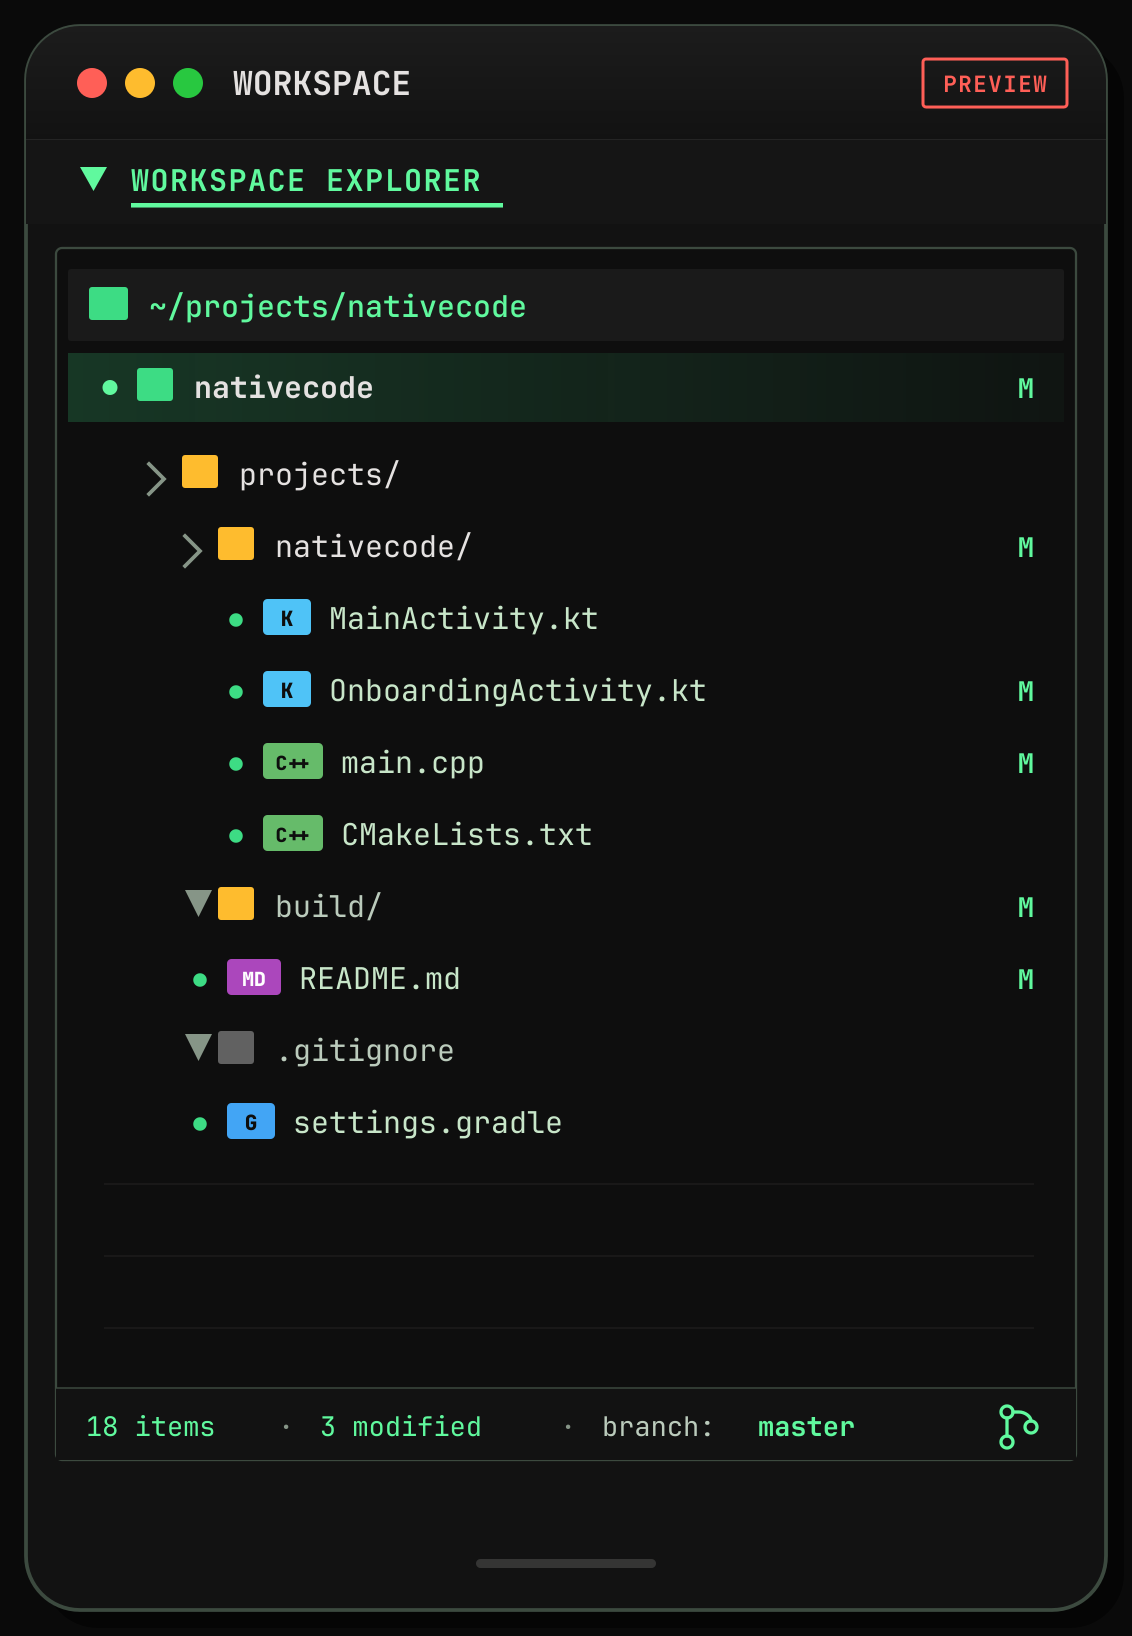 WORKSPACE PREVIEW
WORKSPACE EXPLORER
~/projects/nativecode
nativecode M
projects/
nativecode/ M
K MainActivity.kt
K OnboardingActivity.kt M
C++ main.cpp M
C++ CMakeLists.txt
build/ M
MD README.md M
.gitignore
G settings.gradle
18 items · 3 modified · branch: master